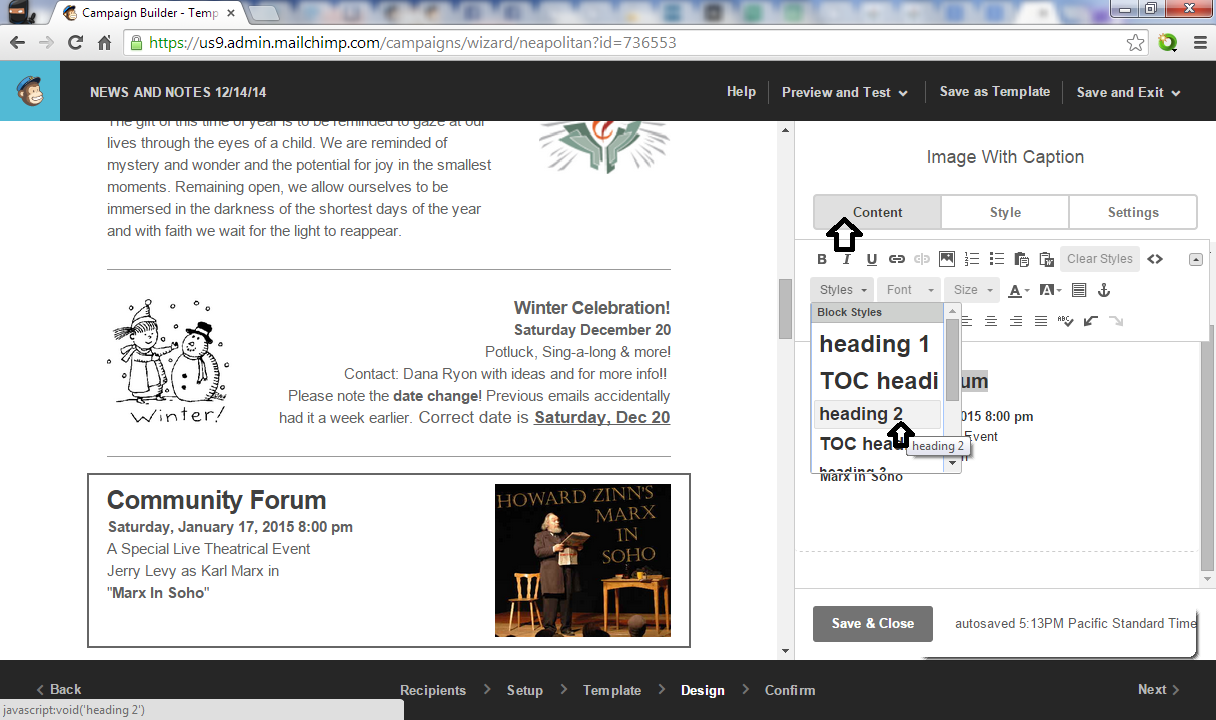 Campaign Builder - Temp
https://us9.admin.mailchimp.com/campaigns/wizard/neapolitan?id=736553
NEWS AND NOTES 12/14/14
Help
Preview and Test
Save as Template
Save and Exit
The gift of this time of year is to be reminded to gaze at our
lives through the eyes of a child. We are reminded of
mystery and wonder and the potential for joy in the smallest
moments. Remaining open, we allow ourselves to be
immersed in the darkness of the shortest days of the year
and with faith we wait for the light to reappear.
Winter!
Winter Celebration!
Saturday December 20
Potluck, Sing-a-long & more!
Contact: Dana Ryon with ideas and for more info!!
Please note the date change! Previous emails accidentally
had it a week earlier. Correct date is Saturday, Dec 20
Community Forum
Saturday, January 17, 2015 8:00 pm
A Special Live Theatrical Event
Jerry Levy as Karl Marx in
"Marx In Soho"
HOWARD ZINN'S
MARX
IN
SOHO
Image With Caption
Content
Style
Settings
B I U
Clear Styles
Styles
Font
Size
A
A
ABC
Block Styles
heading 1
TOC headi
heading 2
TOC head
heading 3
heading 2
um
015 8:00 pm
Event
Marx In Soho
Save & Close
autosaved 5:13PM Pacific Standard Time
Back
Recipients
Setup
Template
Design
Confirm
Next
javascript:void('heading 2')